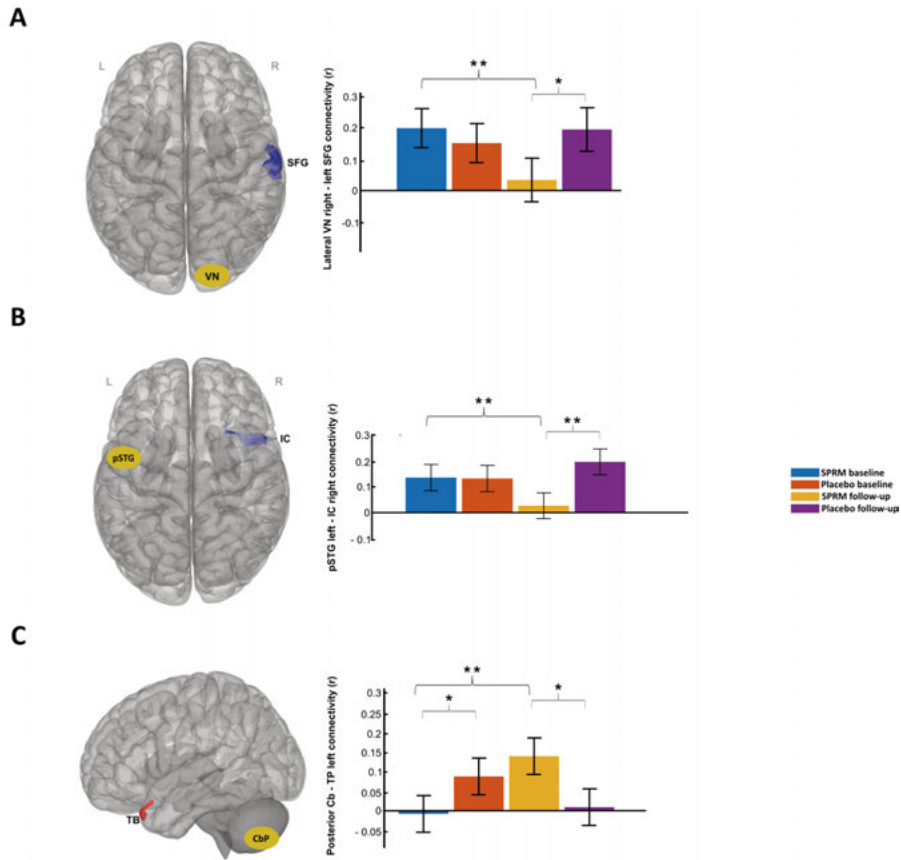 A
L
R
SFG
VN
Lateral VN right - left SFG connectivity (r)
0.3
0.2
0.1
0
-0.1
**
*
B
L
R
IC
pSTG
pSTG left - IC right connectivity (r)
0.3
0.2
0.1
0
- 0.1
**
**
SPRM baseline
Placebo baseline
SPRM follow-up
Placebo follow-up
C
TB
CbP
Posterior Cb - TP left connectivity (r)
0.3
0.25
0.2
0.15
0.1
0.05
0
- 0.05
**
*
*